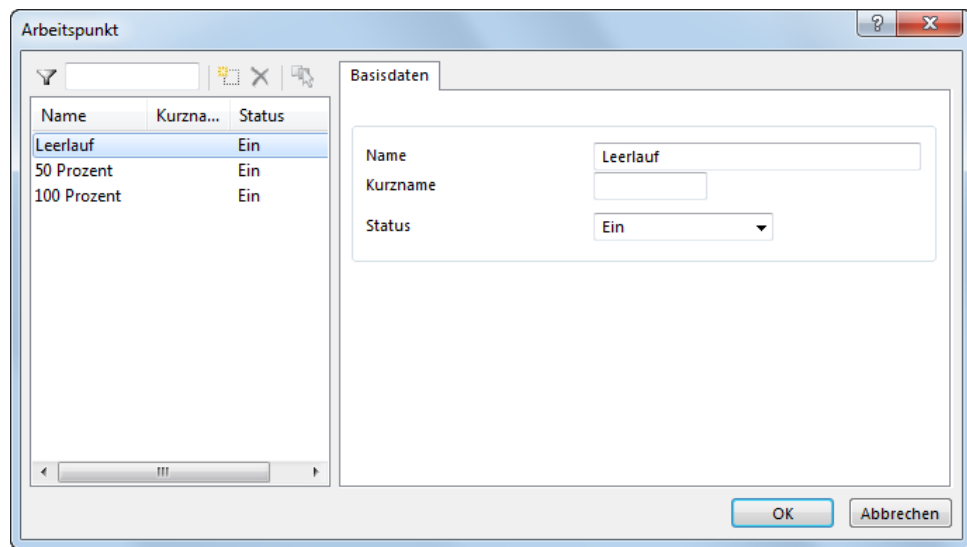 Arbeitspunkt
Basisdaten
Name Kurzna... Status
Leerlauf Ein
50 Prozent Ein
100 Prozent Ein
Name Leerlauf
Kurzname
Status Ein
OK Abbrechen